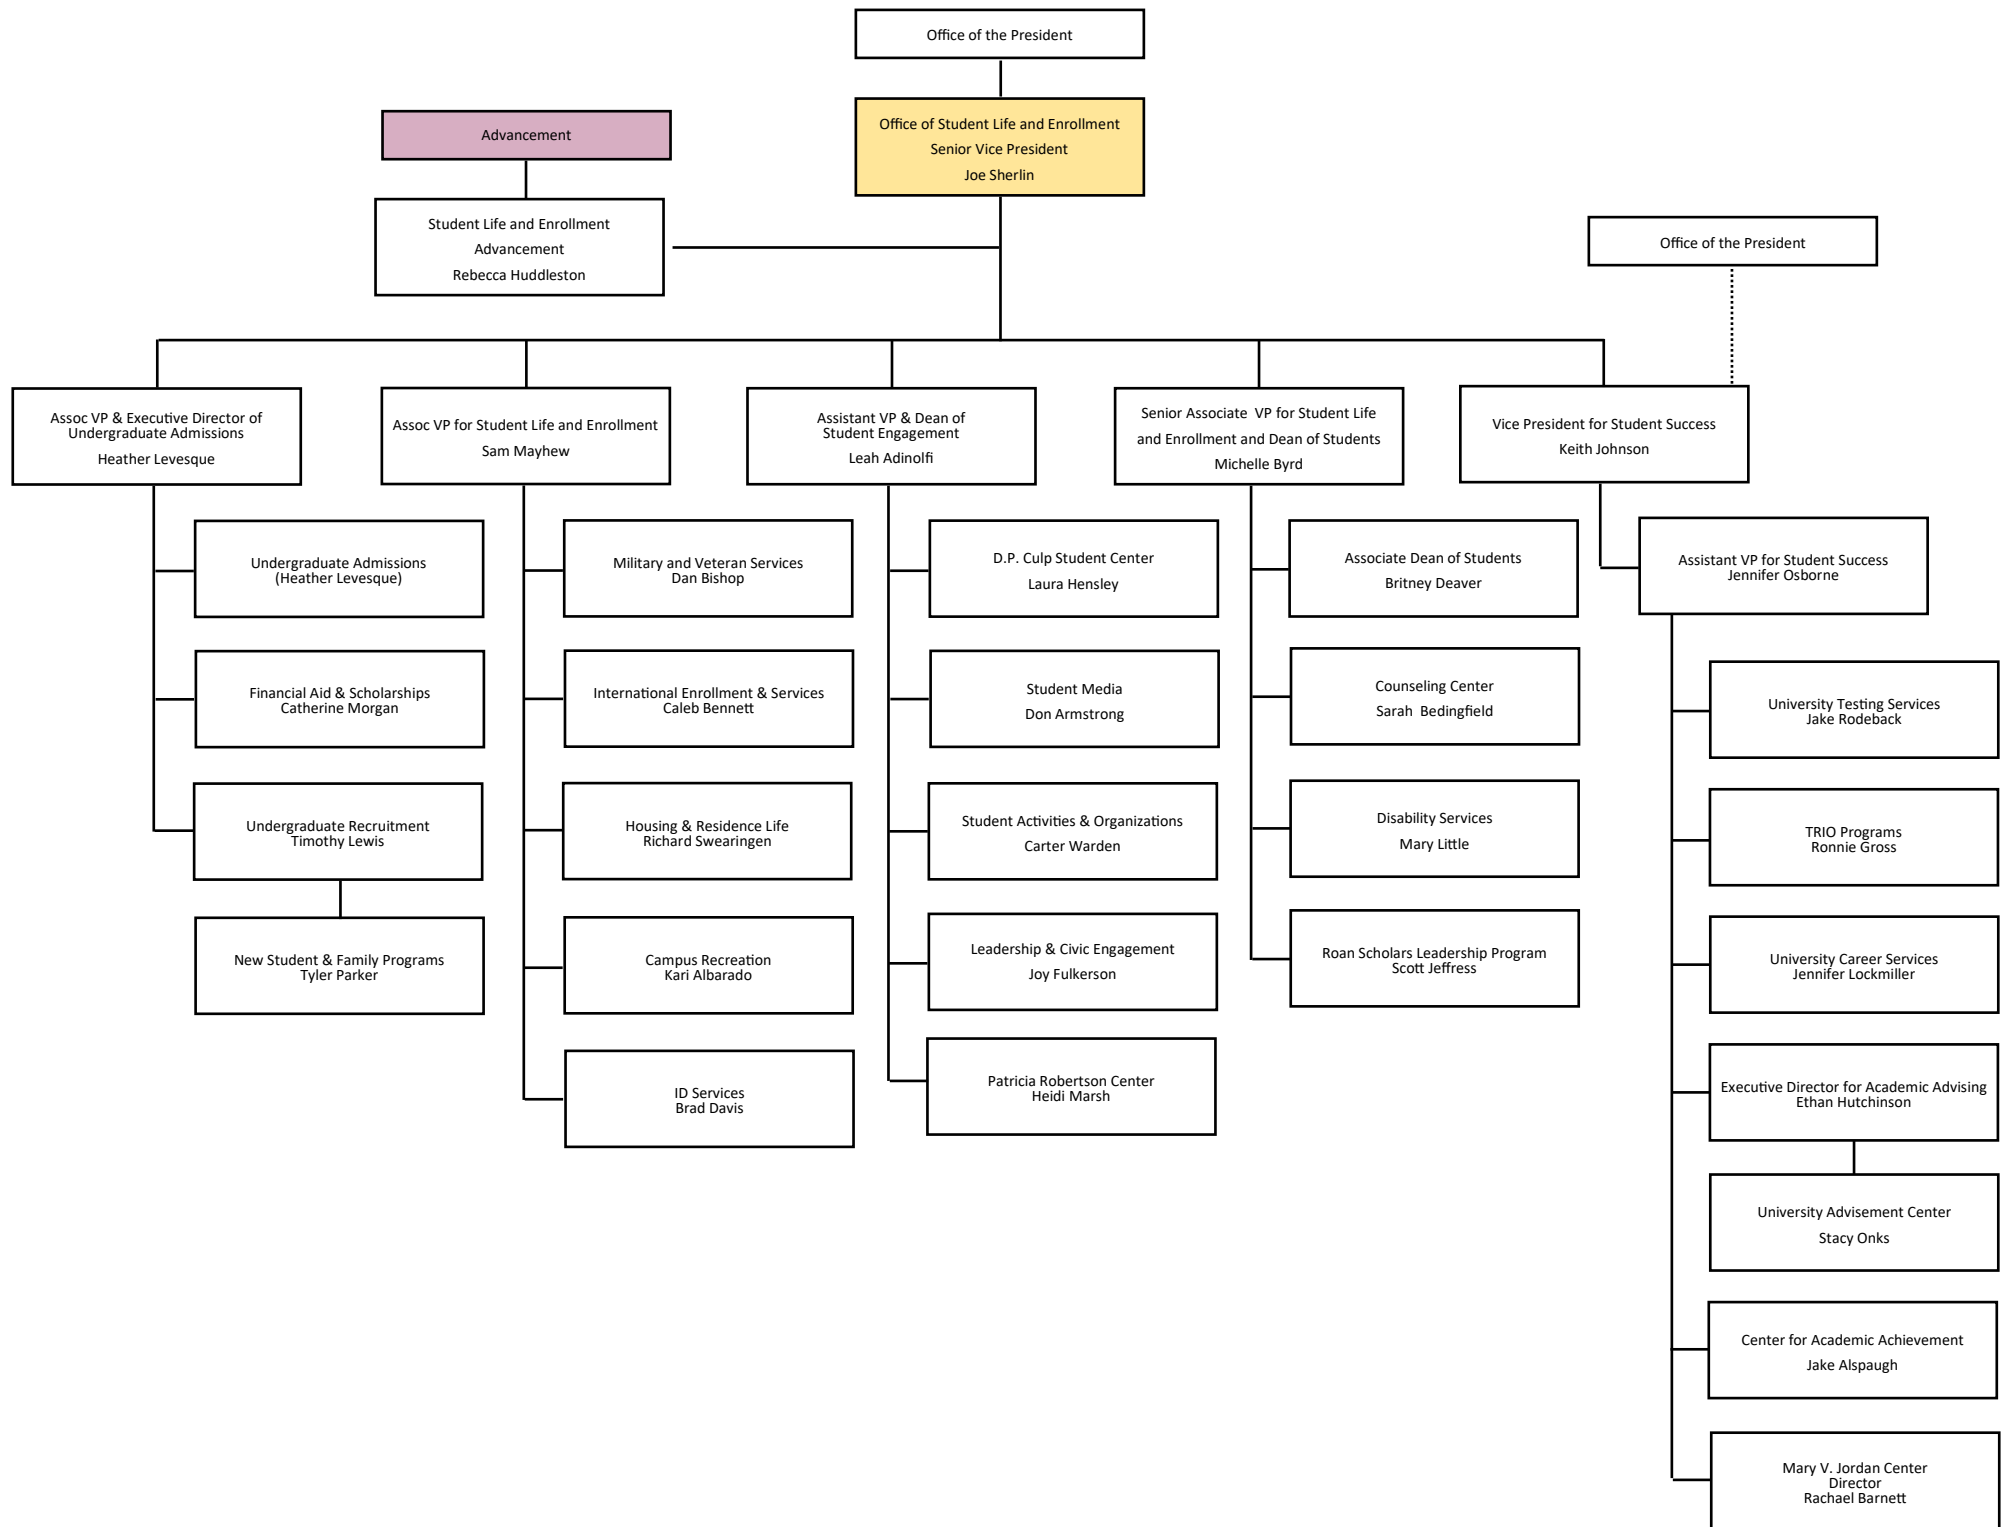 Office of the President
Office of Student Life and Enrollment
Senior Vice President
Joe Sherlin
Advancement
Student Life and Enrollment
Advancement
Rebecca Huddleston
Office of the President
Assoc VP & Executive Director of
Undergraduate Admissions
Heather Levesque
Assoc VP for Student Life and Enrollment
Sam Mayhew
Assistant VP & Dean of
Student Engagement
Leah Adinolfi
Senior Associate  VP for Student Life
and Enrollment and Dean of Students
Michelle Byrd
Vice President for Student Success
Keith Johnson
Undergraduate Admissions
(Heather Levesque)
Financial Aid & Scholarships
Catherine Morgan
Undergraduate Recruitment
Timothy Lewis
New Student & Family Programs
Tyler Parker
Military and Veteran Services
Dan Bishop
International Enrollment & Services
Caleb Bennett
Housing & Residence Life
Richard Swearingen
Campus Recreation
Kari Albarado
ID Services
Brad Davis
D.P. Culp Student Center
Laura Hensley
Student Media
Don Armstrong
Student Activities & Organizations
Carter Warden
Leadership & Civic Engagement
Joy Fulkerson
Patricia Robertson Center
Heidi Marsh
Associate Dean of Students
Britney Deaver
Counseling Center
Sarah  Bedingfield
Disability Services
Mary Little
Roan Scholars Leadership Program
Scott Jeffress
Assistant VP for Student Success
Jennifer Osborne
University Testing Services
Jake Rodeback
TRIO Programs
Ronnie Gross
University Career Services
Jennifer Lockmiller
Executive Director for Academic Advising
Ethan Hutchinson
University Advisement Center
Stacy Onks
Center for Academic Achievement
Jake Alspaugh
Mary V. Jordan Center
Director
Rachael Barnett